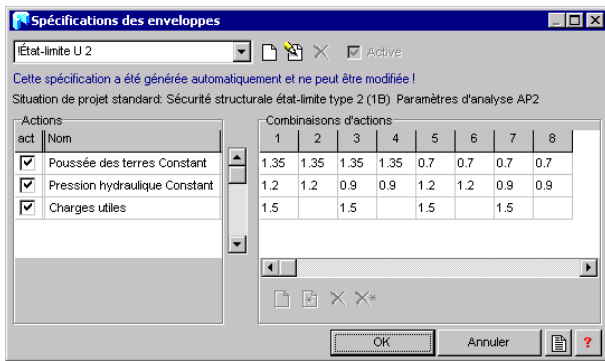 Spécifications des enveloppes
!État-limite U 2
Active
Cette spécification a été générée automatiquement et ne peut être modifiée !
Situation de projet standard: Sécurité structurale état-limite type 2 (1B) Paramètres d'analyse AP2
Actions
Combinaisons d'actions
act Nom 1 2 3 4 5 6 7 8
Poussée des terres Constant 1.35 1.35 1.35 1.35 0.7 0.7 0.7 0.7
Pression hydraulique Constant 1.2 1.2 0.9 0.9 1.2 1.2 0.9 0.9
Charges utiles 1.5 1.5 1.5 1.5
OK Annuler ?